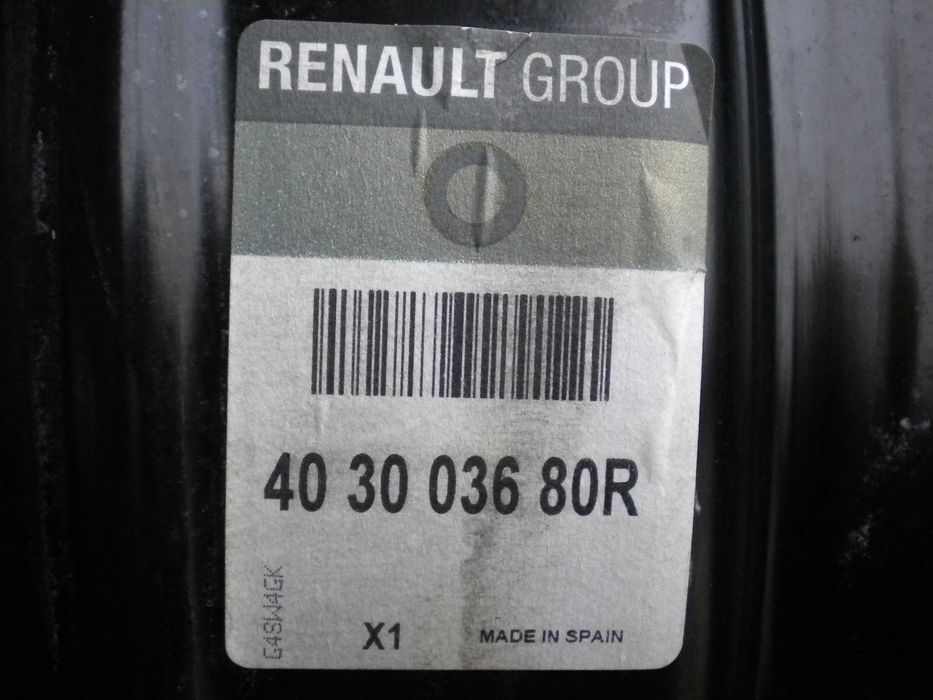 RENAULT GROUP
40 30 036 80R
G4SW4GK
X1
MADE IN SPAIN